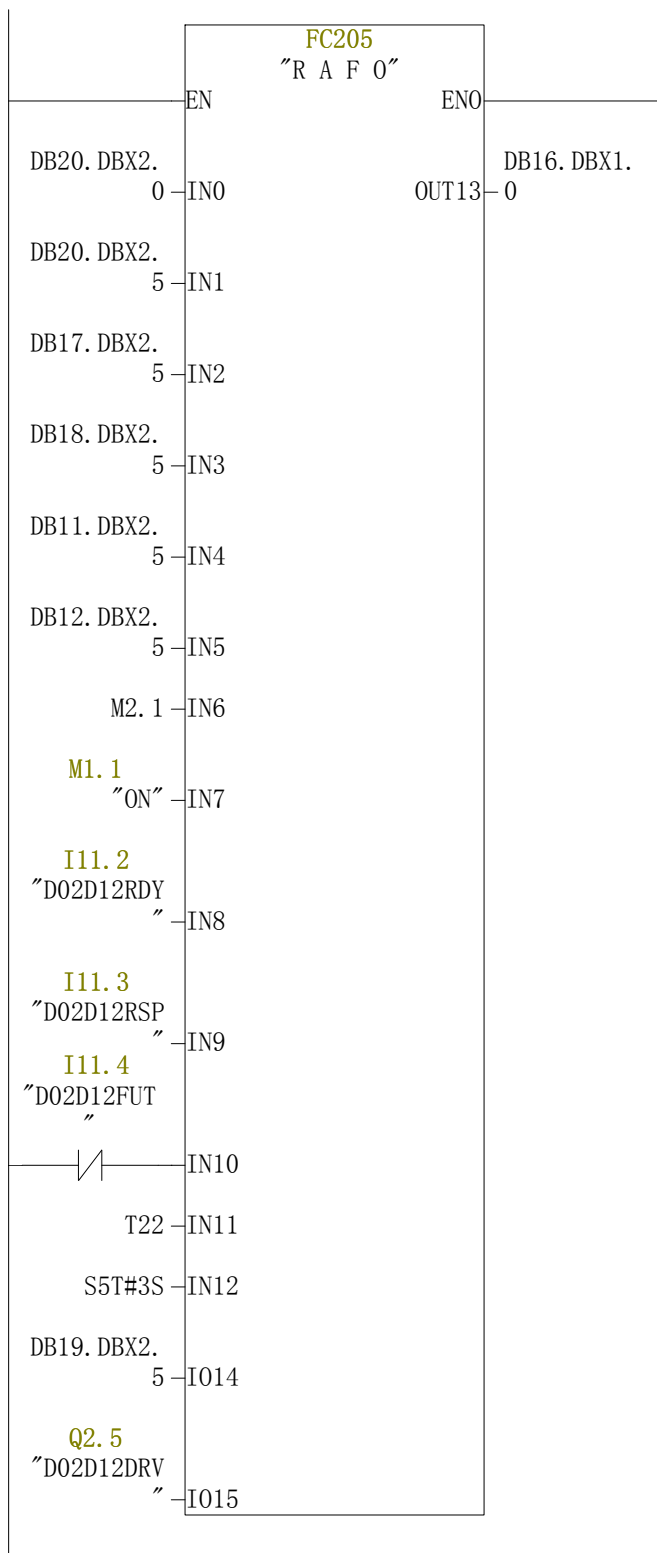 FC205
"R A F O"
EN ENO
DB20.DBX2.
0 IN0
OUT13 DB16.DBX1.
0
DB20.DBX2.
5 IN1
DB17.DBX2.
5 IN2
DB18.DBX2.
5 IN3
DB11.DBX2.
5 IN4
DB12.DBX2.
5 IN5
M2.1 IN6
M1.1
"ON" IN7
I11.2
"D02D12RDY
" IN8
I11.3
"D02D12RSP
" IN9
I11.4
"D02D12FUT
"
IN10
T22 IN11
S5T#3S IN12
DB19.DBX2.
5 IO14
Q2.5
"D02D12DRV
" IO15